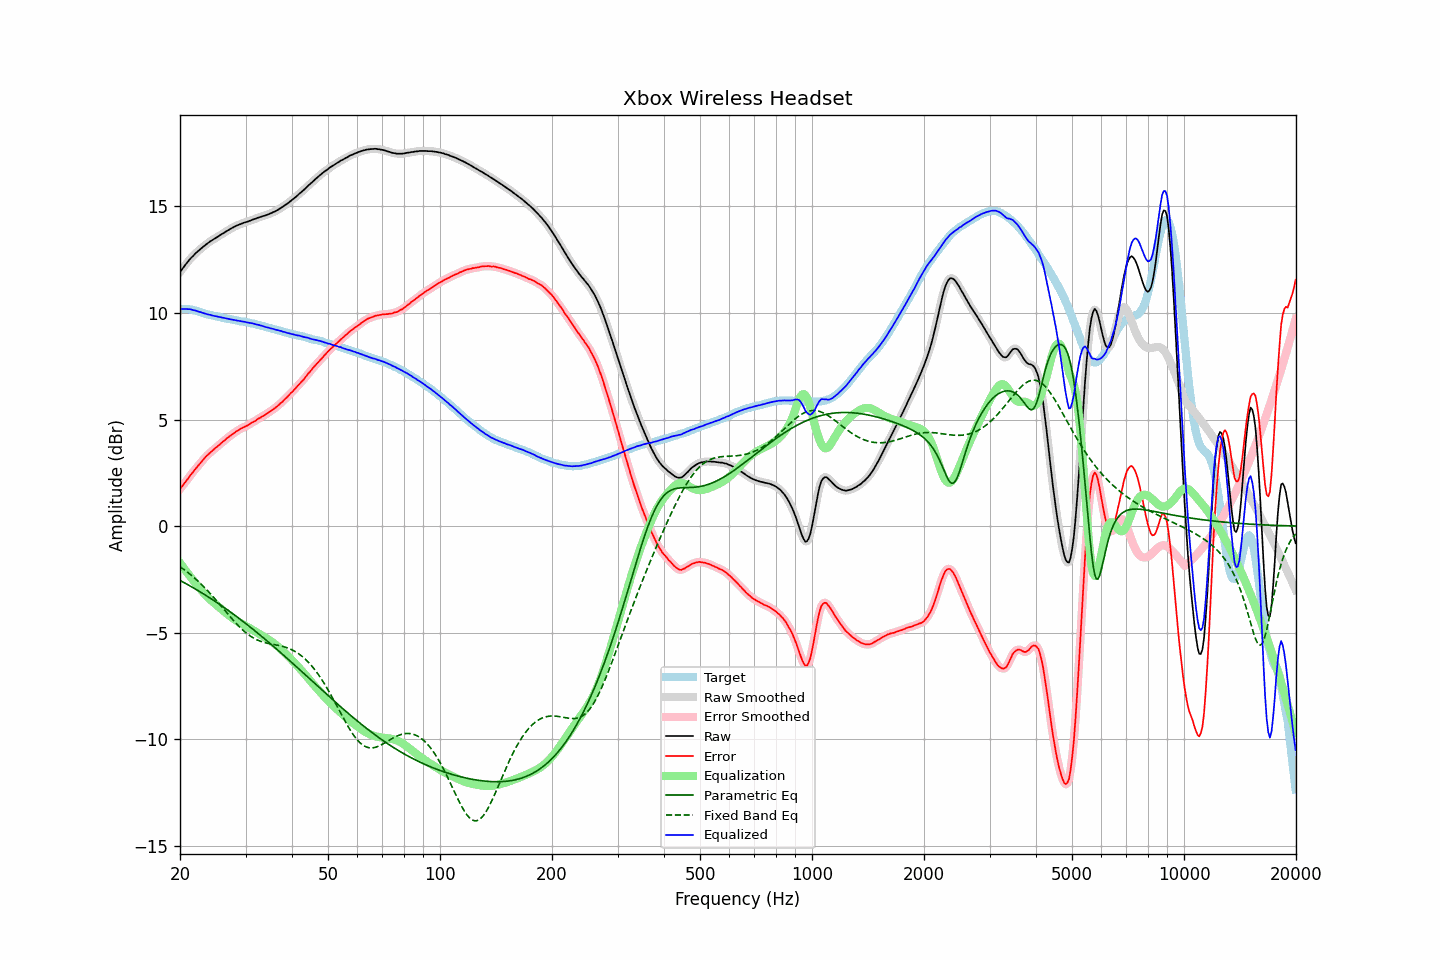 Xbox Wireless Headset
Amplitude (dBr)
15
10
5
0
−5
−10
−15
Target
Raw Smoothed
Error Smoothed
Raw
Error
Equalization
Parametric Eq
Fixed Band Eq
Equalized
20 50 100 200 500 1000 2000 5000 10000 20000
Frequency (Hz)